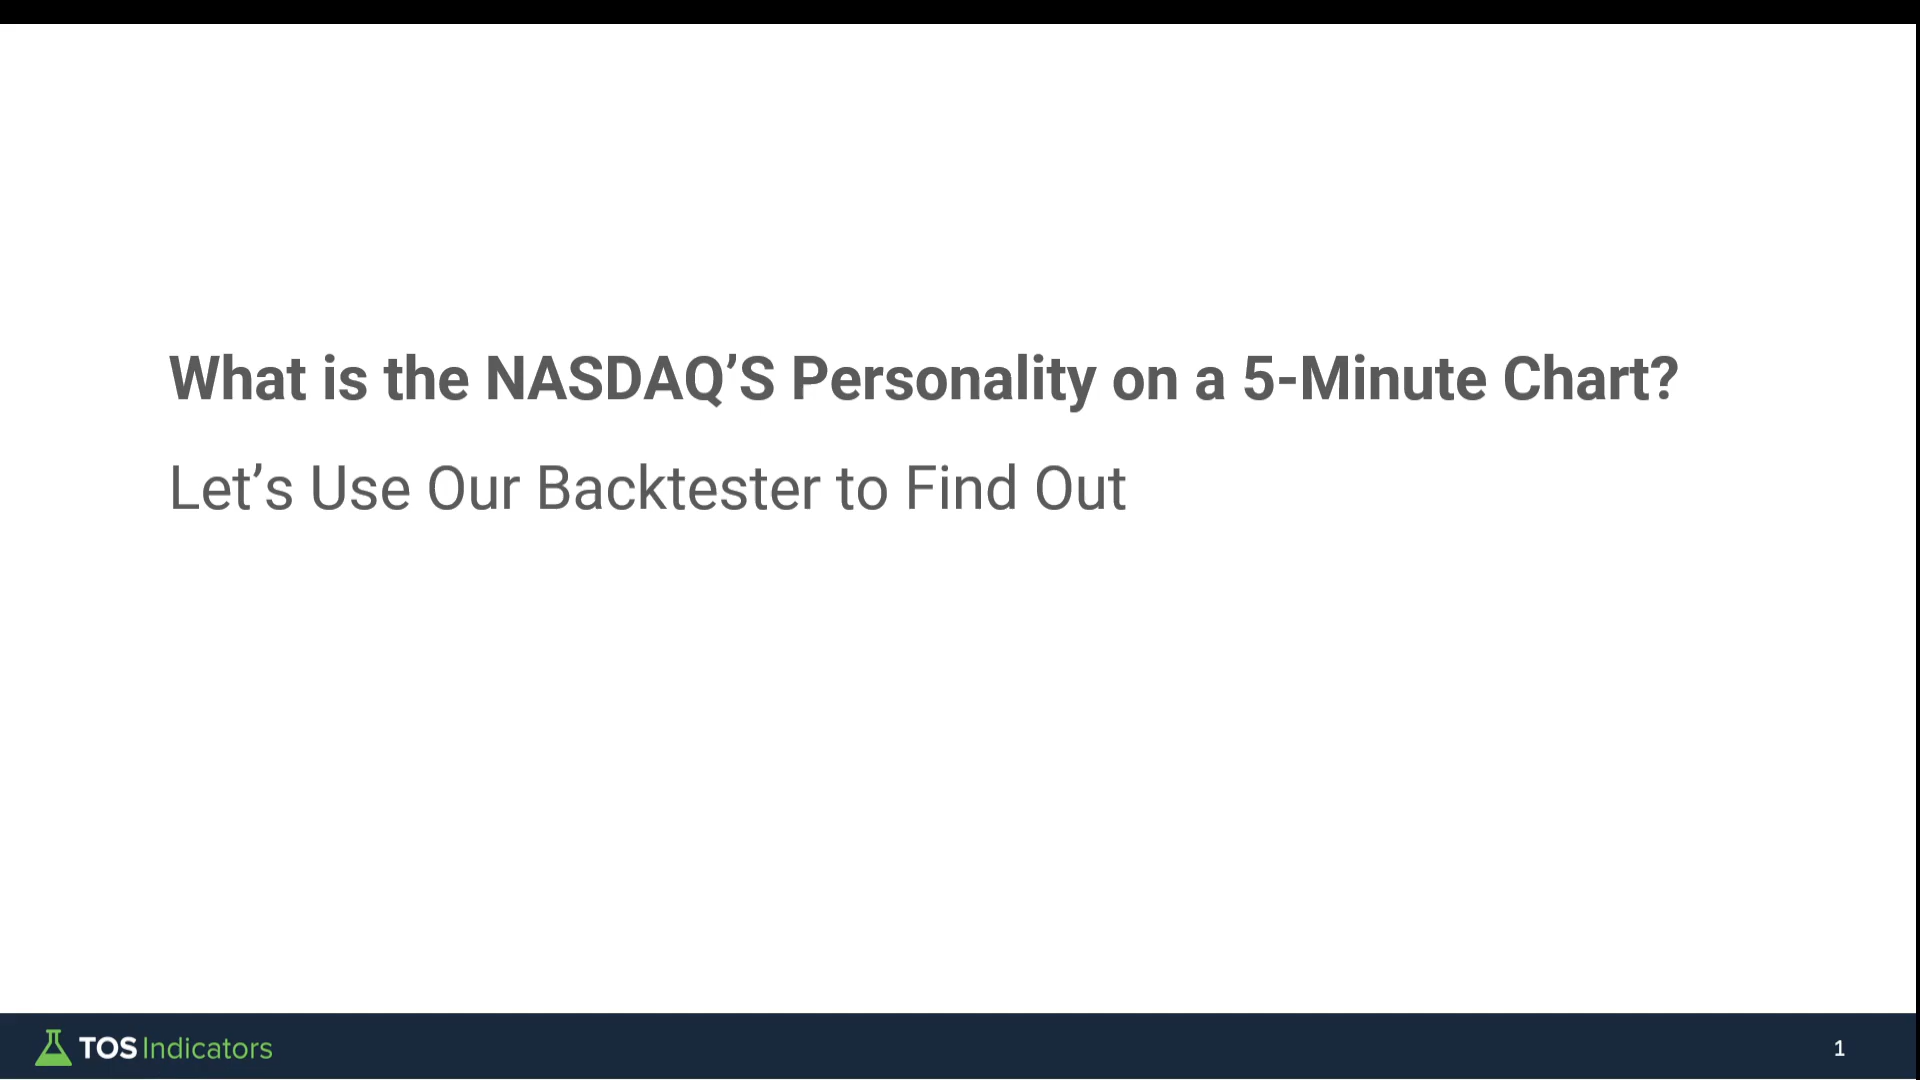 What is the NASDAQ’S Personality on a 5-Minute Chart?
Let’s Use Our Backtester to Find Out
TOS Indicators
1